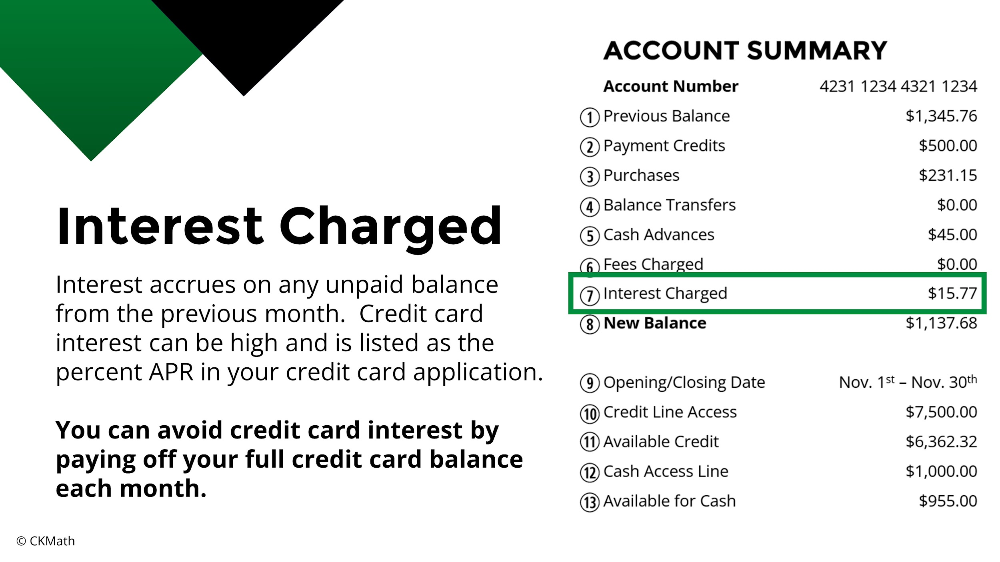 Interest Charged
Interest accrues on any unpaid balance
from the previous month.  Credit card
interest can be high and is listed as the
percent APR in your credit card application.
You can avoid credit card interest by
paying off your full credit card balance
each month.
© CKMath
ACCOUNT SUMMARY
Account Number 4231 1234 4321 1234
① Previous Balance $1,345.76
② Payment Credits $500.00
③ Purchases $231.15
④ Balance Transfers $0.00
⑤ Cash Advances $45.00
⑥ Fees Charged $0.00
⑦ Interest Charged $15.77
⑧ New Balance $1,137.68
⑨ Opening/Closing Date Nov. 1st – Nov. 30th
⑩ Credit Line Access $7,500.00
⑪ Available Credit $6,362.32
⑫ Cash Access Line $1,000.00
⑬ Available for Cash $955.00